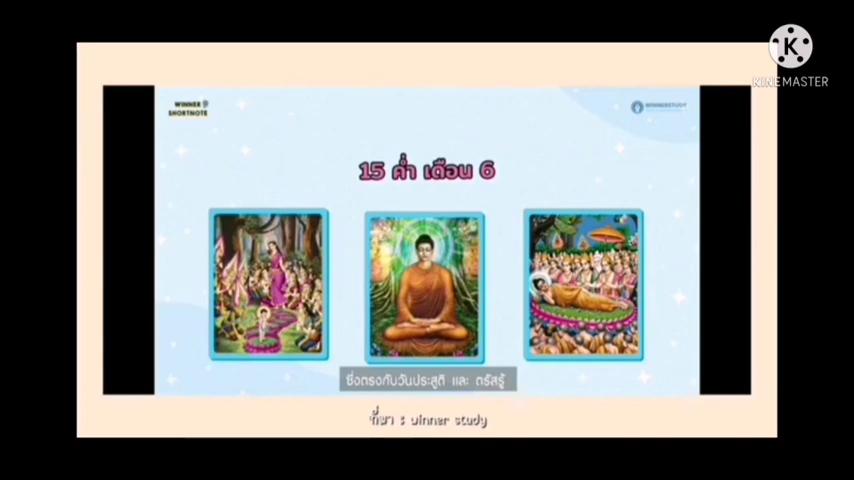 KINEMASTER
WINNER
SHORTNOTE
WINNERSTUDY
15 ค่ำ เดือน 6
ซึ่งตรงกับวันประสูติ และ ตรัสรู้
ที่มา : winner study